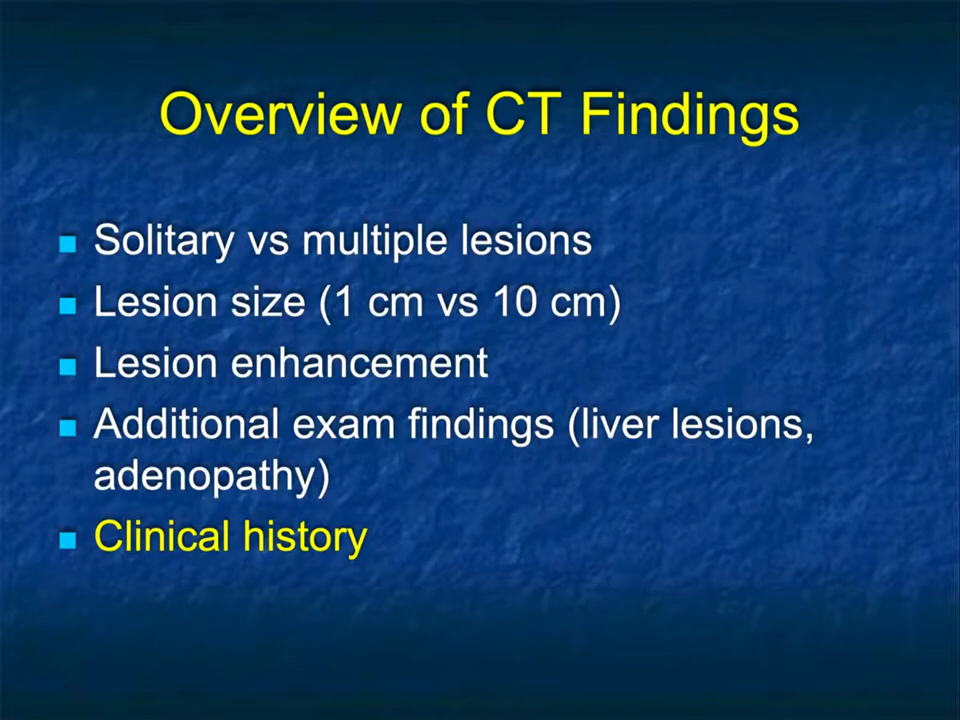 Overview of CT Findings
Solitary vs multiple lesions
Lesion size (1 cm vs 10 cm)
Lesion enhancement
Additional exam findings (liver lesions,
adenopathy)
Clinical history